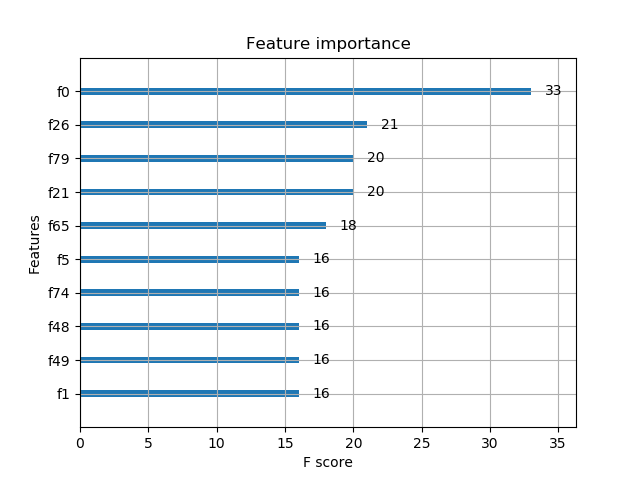 Feature importance
Features
f0 33
f26 21
f79 20
f21 20
f65 18
f5 16
f74 16
f48 16
f49 16
f1 16
0 5 10 15 20 25 30 35
F score